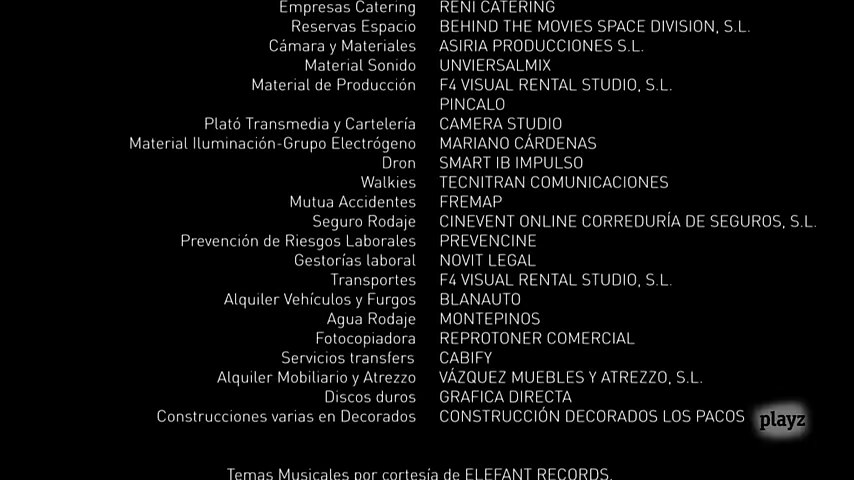 Empresas Catering RENI CATERING
Reservas Espacio BEHIND THE MOVIES SPACE DIVISION, S.L.
Cámara y Materiales ASIRIA PRODUCCIONES S.L.
Material Sonido UNVIERSALMIX
Material de Producción F4 VISUAL RENTAL STUDIO, S.L.
PINCALO
Plató Transmedia y Cartelería CAMERA STUDIO
Material Iluminación-Grupo Electrógeno MARIANO CÁRDENAS
Dron SMART IB IMPULSO
Walkies TECNITRAN COMUNICACIONES
Mutua Accidentes FREMAP
Seguro Rodaje CINEVENT ONLINE CORREDURÍA DE SEGUROS, S.L.
Prevención de Riesgos Laborales PREVENCINE
Gestorías laboral NOVIT LEGAL
Transportes F4 VISUAL RENTAL STUDIO, S.L.
Alquiler Vehículos y Furgos BLANAUTO
Agua Rodaje MONTEPINOS
Fotocopiadora REPROTONER COMERCIAL
Servicios transfers CABIFY
Alquiler Mobiliario y Atrezzo VÁZQUEZ MUEBLES Y ATREZZO, S.L.
Discos duros GRAFICA DIRECTA
Construcciones varias en Decorados CONSTRUCCIÓN DECORADOS LOS PACOS
playz
Temas Musicales por cortesía de ELEFANT RECORDS.